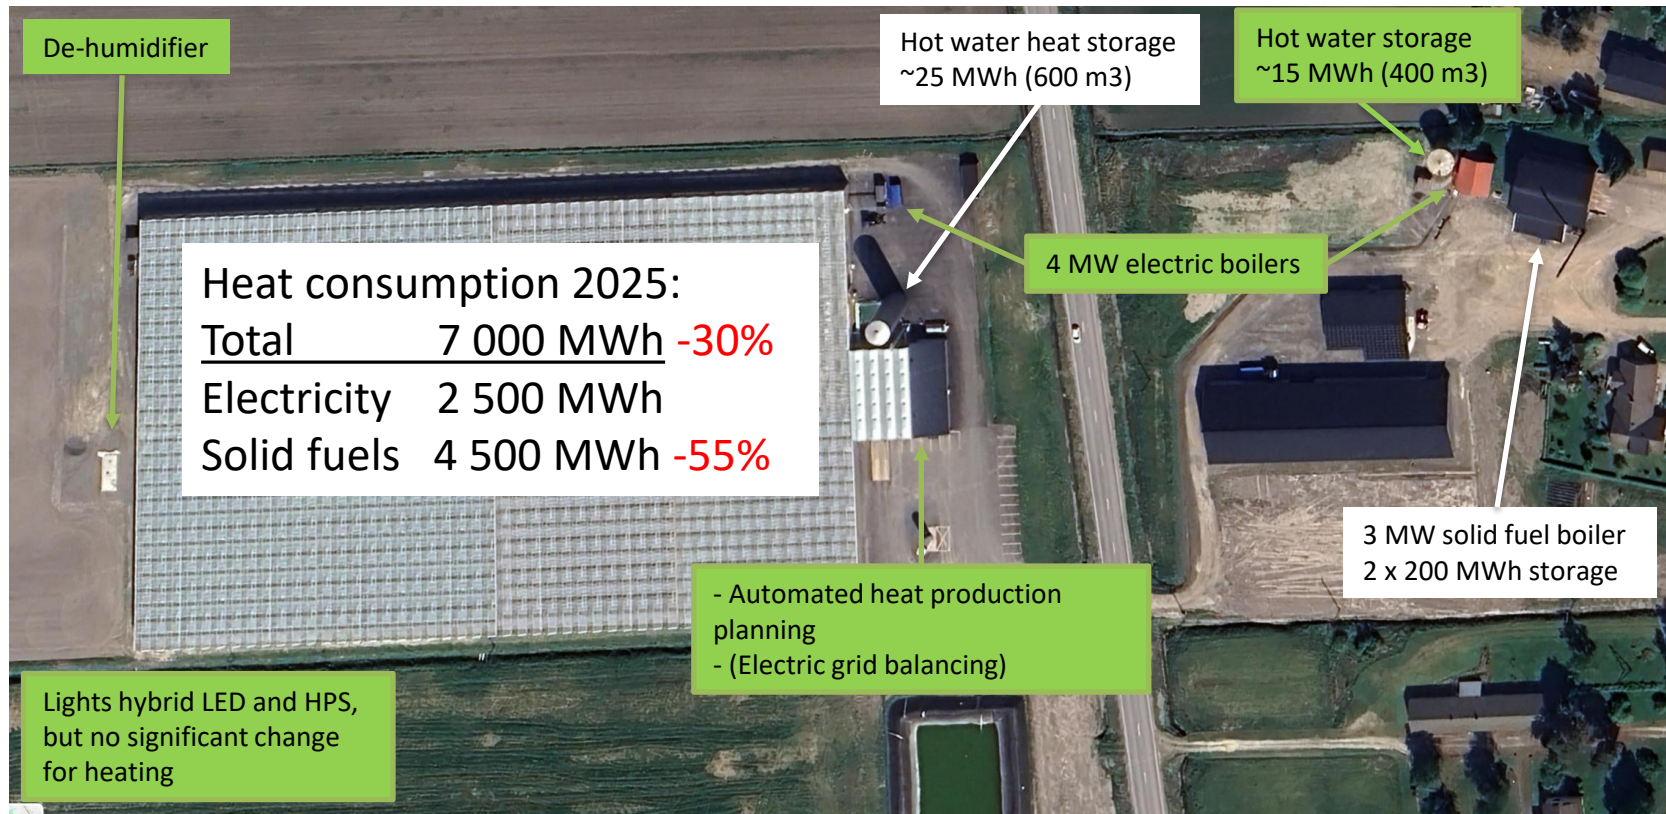 De-humidifier
Hot water heat storage
~25 MWh (600 m3)
Hot water storage
~15 MWh (400 m3)
4 MW electric boilers
Heat consumption 2025:
Total 7 000 MWh -30%
Electricity 2 500 MWh
Solid fuels 4 500 MWh -55%
3 MW solid fuel boiler
2 x 200 MWh storage
- Automated heat production
planning
- (Electric grid balancing)
Lights hybrid LED and HPS,
but no significant change
for heating